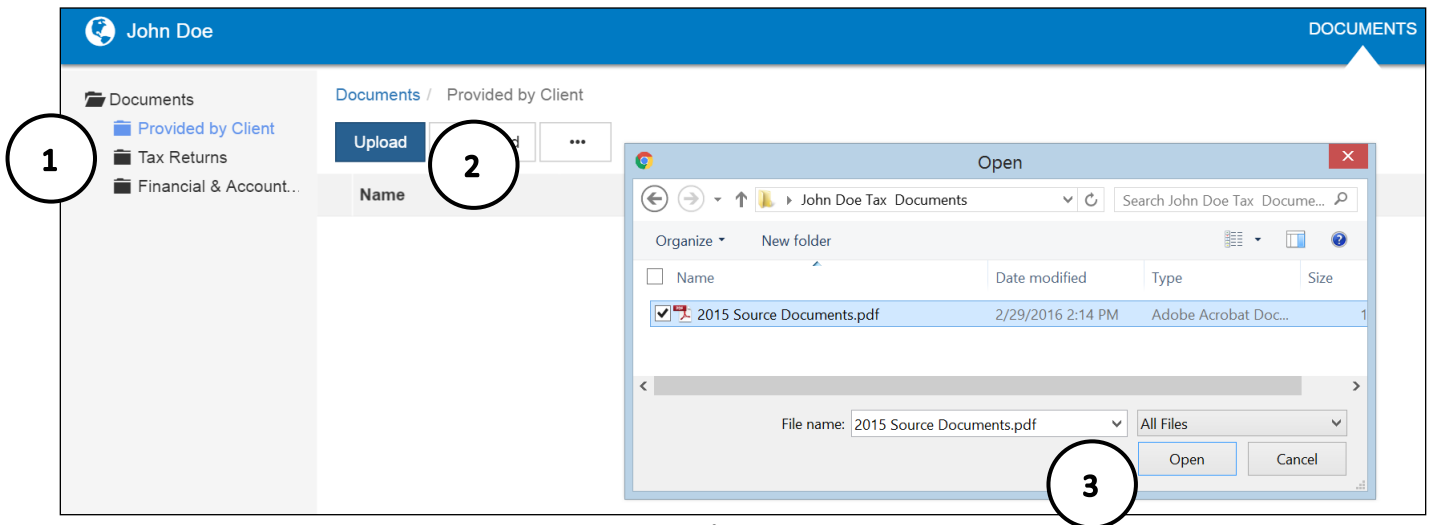 John Doe
DOCUMENTS
Documents
Provided by Client
Tax Returns
Financial & Account...
1
Documents / Provided by Client
Upload
2
•••
Name
Open
John Doe Tax Documents
Search John Doe Tax Docume...
Organize
New folder
Name
Date modified
Type
Size
2015 Source Documents.pdf
2/29/2016 2:14 PM
Adobe Acrobat Doc...
1
File name:
2015 Source Documents.pdf
All Files
Open
Cancel
3